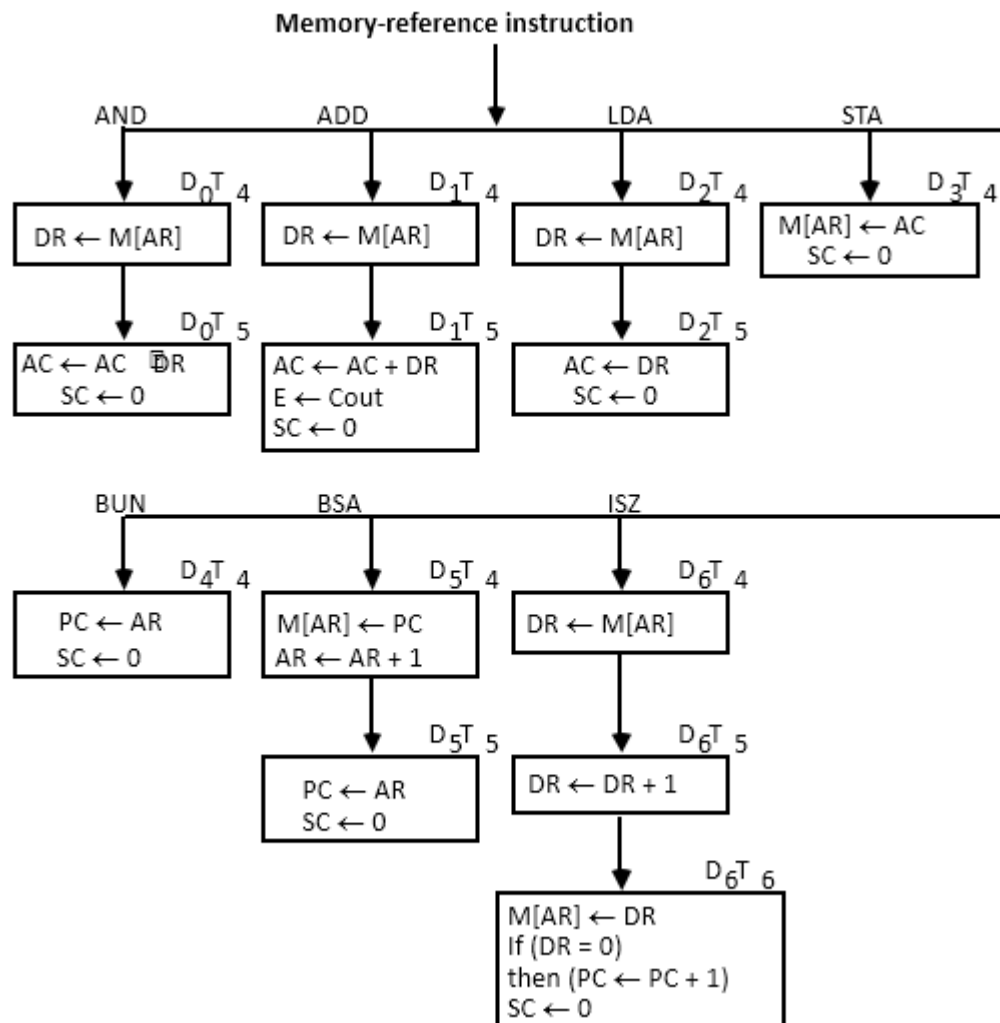 Memory-reference instruction
AND ADD LDA STA
D₀T ₄ D₁T ₄ D₂T ₄ D₃T ₄
DR ← M[AR] DR ← M[AR] DR ← M[AR] M[AR] ← AC
SC ← 0
D₀T ₅ D₁T ₅ D₂T ₅
AC ← AC DR AC ← AC + DR AC ← DR
SC ← 0 E ← Cout SC ← 0
SC ← 0
BUN BSA ISZ
D₄T ₄ D₅T ₄ D₆T ₄
PC ← AR M[AR] ← PC DR ← M[AR]
SC ← 0 AR ← AR + 1
D₅T ₅ D₆T ₅
PC ← AR DR ← DR + 1
SC ← 0
D₆T ₆
M[AR] ← DR
If (DR = 0)
then (PC ← PC + 1)
SC ← 0